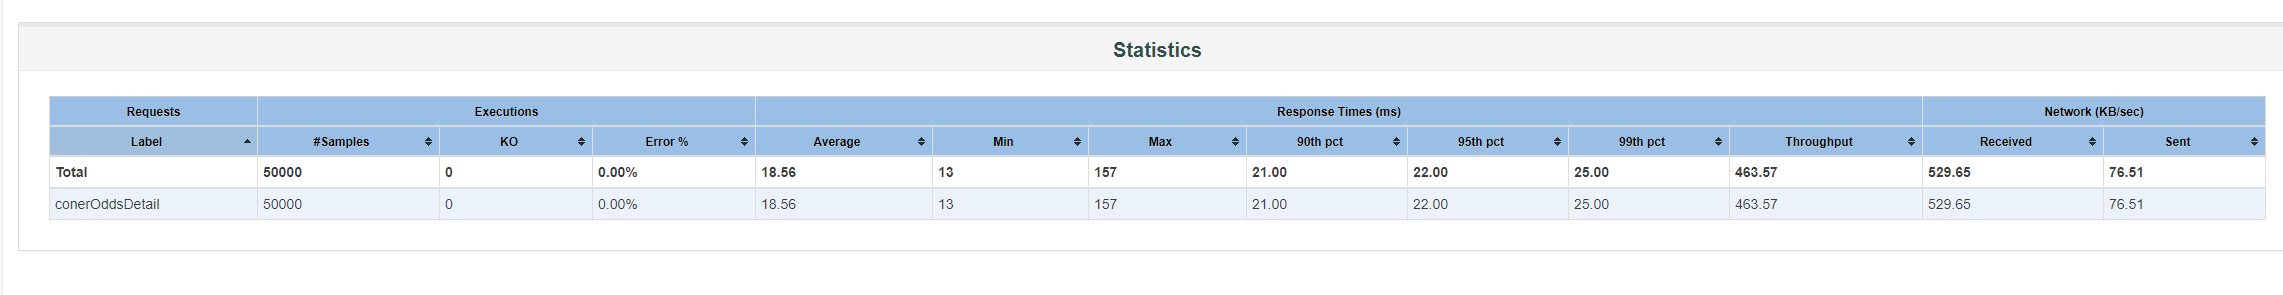 Statistics
Requests Executions Response Times (ms) Network (KB/sec)
Label #Samples KO Error % Average Min Max 90th pct 95th pct 99th pct Throughput Received Sent
Total 50000 0 0.00% 18.56 13 157 21.00 22.00 25.00 463.57 529.65 76.51
conerOddsDetail 50000 0 0.00% 18.56 13 157 21.00 22.00 25.00 463.57 529.65 76.51